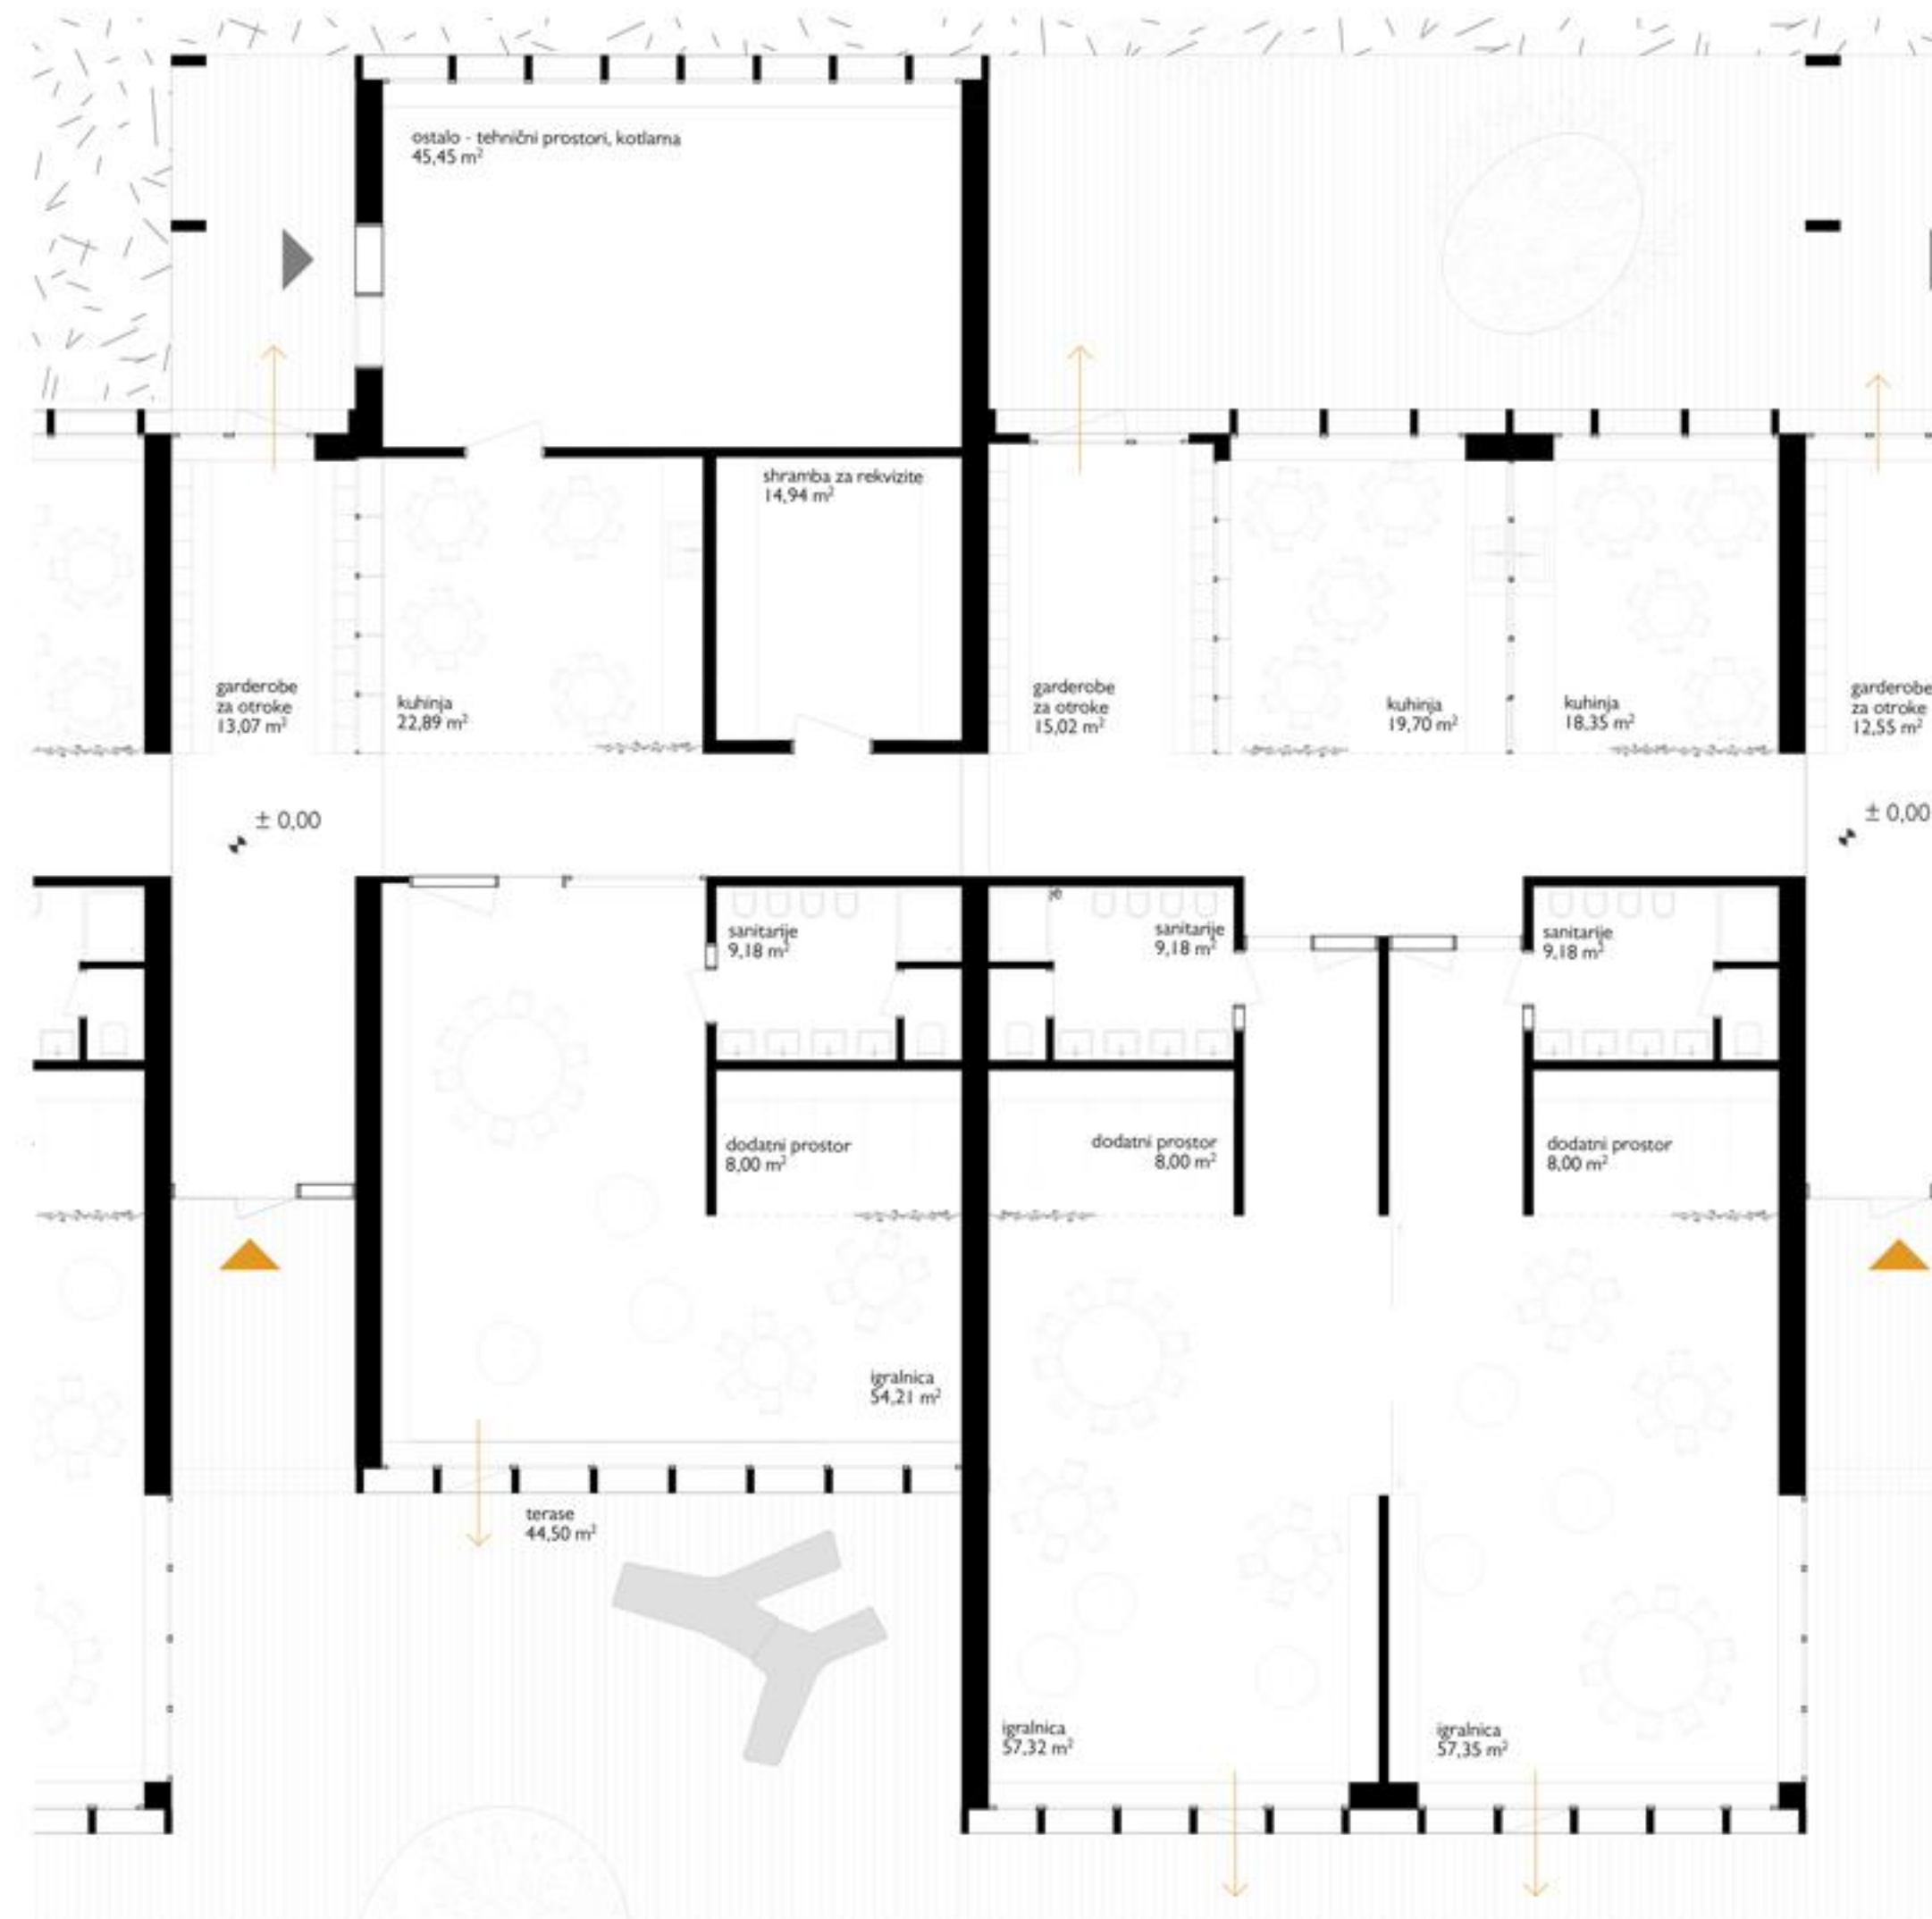 ostalo - tehnični prostori, kotlarna
45,45 m²
shramba za rekvizite
14,94 m²
garderobe
za otroke
13,07 m²
kuhinja
22,89 m²
garderobe
za otroke
15,02 m²
kuhinja
19,70 m²
kuhinja
18,35 m²
garderobe
za otroke
12,55 m²
± 0,00
± 0,00
sanitarije
9,18 m²
sanitarije
9,18 m²
sanitarije
9,18 m²
dodatni prostor
8,00 m²
dodatni prostor
8,00 m²
dodatni prostor
8,00 m²
igralnica
54,21 m²
terase
44,50 m²
igralnica
57,32 m²
igralnica
57,35 m²